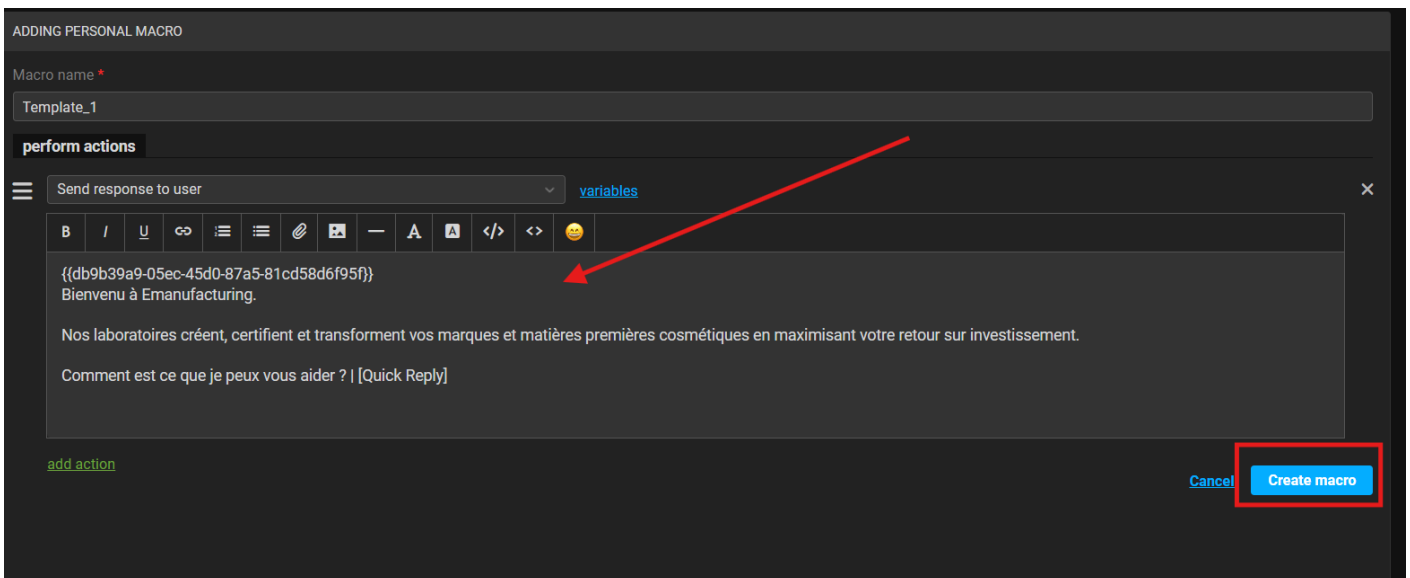 ADDING PERSONAL MACRO
Macro name *
Template_1
perform actions
Send response to user
variables
B I U A A </> <>
{{db9b39a9-05ec-45d0-87a5-81cd58d6f95f}}
Bienvenu à Emanufacturing.
Nos laboratoires créent, certifient et transforment vos marques et matières premières cosmétiques en maximisant votre retour sur investissement.
Comment est ce que je peux vous aider ? | [Quick Reply]
add action
Cancel
Create macro